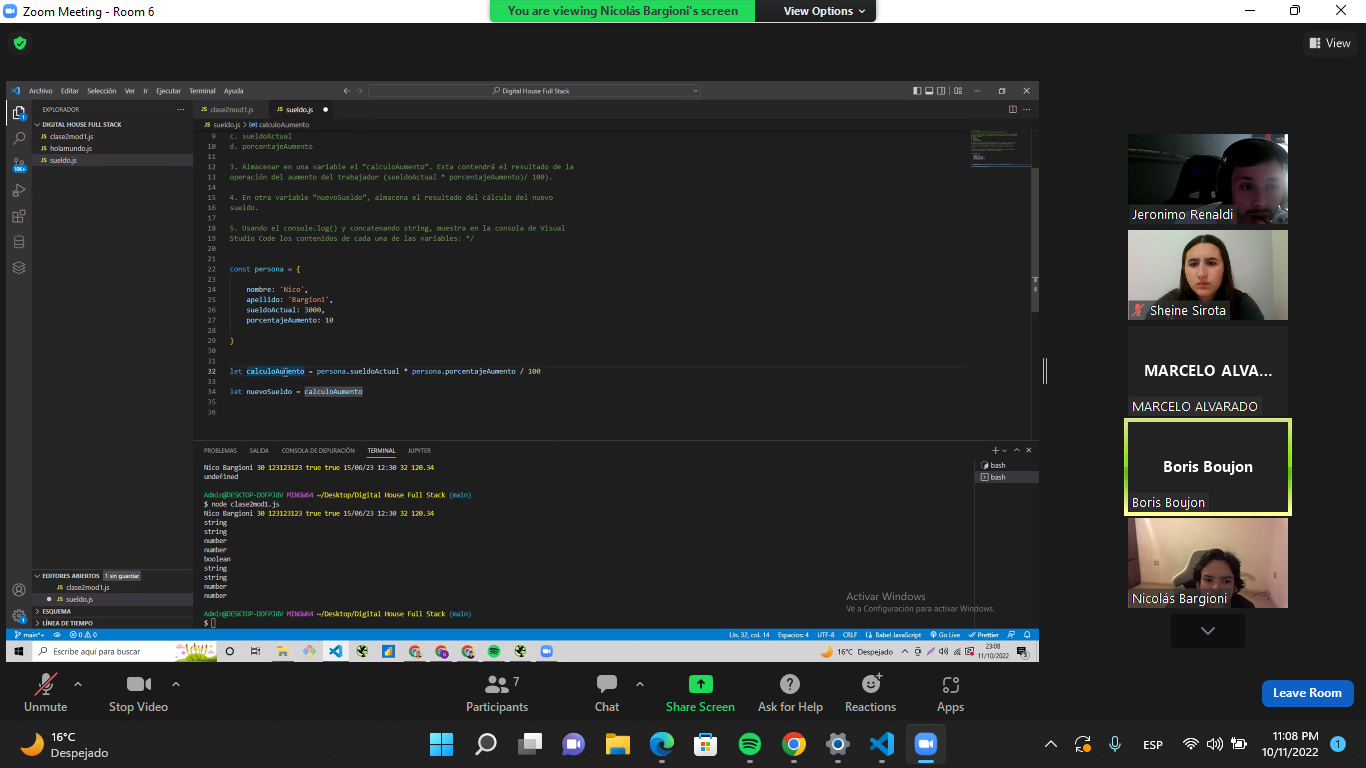 Zoom Meeting - Room 6
You are viewing Nicolás Bargioni's screen
View Options
View
Archivo Editar Selección Ver Ir Ejecutar Terminal Ayuda
Digital House Full Stack
EXPLORADOR
DIGITAL HOUSE FULL STACK
JS clase2mod1.js
JS holamundo.js
JS sueldo.js
10K+
JS clase2mod1.js
JS sueldo.js
JS sueldo.js > calculoAumento
9 c. sueldoActual
10 d. porcentajeAumento
11
12 3. Almacenar en una variable el "calculoAumento". Esta contendrá el resultado de la
13 operación del aumento del trabajador (sueldoActual * porcentajeAumento)/ 100).
14
15 4. En otra variable "nuevoSueldo", almacena el resultado del cálculo del nuevo
16 sueldo.
17
18 5. Usando el console.log() y concatenando string, muestra en la consola de Visual
19 Studio Code los contenidos de cada una de las variables: */
20
21
22 const persona = {
23
24 nombre: 'Nico',
25 apellido: 'Bargioni',
26 sueldoActual: 3000,
27 porcentajeAumento: 10
28
29 }
30
31
32 let calculoAumento = persona.sueldoActual * persona.porcentajeAumento / 100
33
34 let nuevoSueldo = calculoAumento
35
36
PROBLEMAS SALIDA CONSOLA DE DEPURACIÓN TERMINAL JUPYTER
bash
bash
Nico Bargioni 30 123123123 true true 15/06/23 12:30 32 120.34
undefined
Admin@DESKTOP-DOFPJ0V MINGW64 ~/Desktop/Digital House Full Stack (main)
$ node clase2mod1.js
Nico Bargioni 30 123123123 true true 15/06/23 12:30 32 120.34
string
string
number
number
boolean
string
string
number
number
Admin@DESKTOP-DOFPJ0V MINGW64 ~/Desktop/Digital House Full Stack (main)
$
EDITORES ABIERTOS 1 sin guardar
JS clase2mod1.js
JS sueldo.js
ESQUEMA
LÍNEA DE TIEMPO
Activar Windows
Ve a Configuración para activar Windows.
main*+ 0 0
Lín. 32, col. 14 Espacios: 4 UTF-8 CRLF Babel JavaScript Go Live Prettier
Escribe aquí para buscar
16°C Despejado
23:08
11/10/2022
Jeronimo Renaldi
Sheine Sirota
MARCELO ALVA...
MARCELO ALVARADO
Boris Boujon
Boris Boujon
Nicolás Bargioni
Unmute
Stop Video
Participants 7
Chat
Share Screen
Ask for Help
Reactions
Apps
Leave Room
16°C
Despejado
ESP
11:08 PM
10/11/2022
1